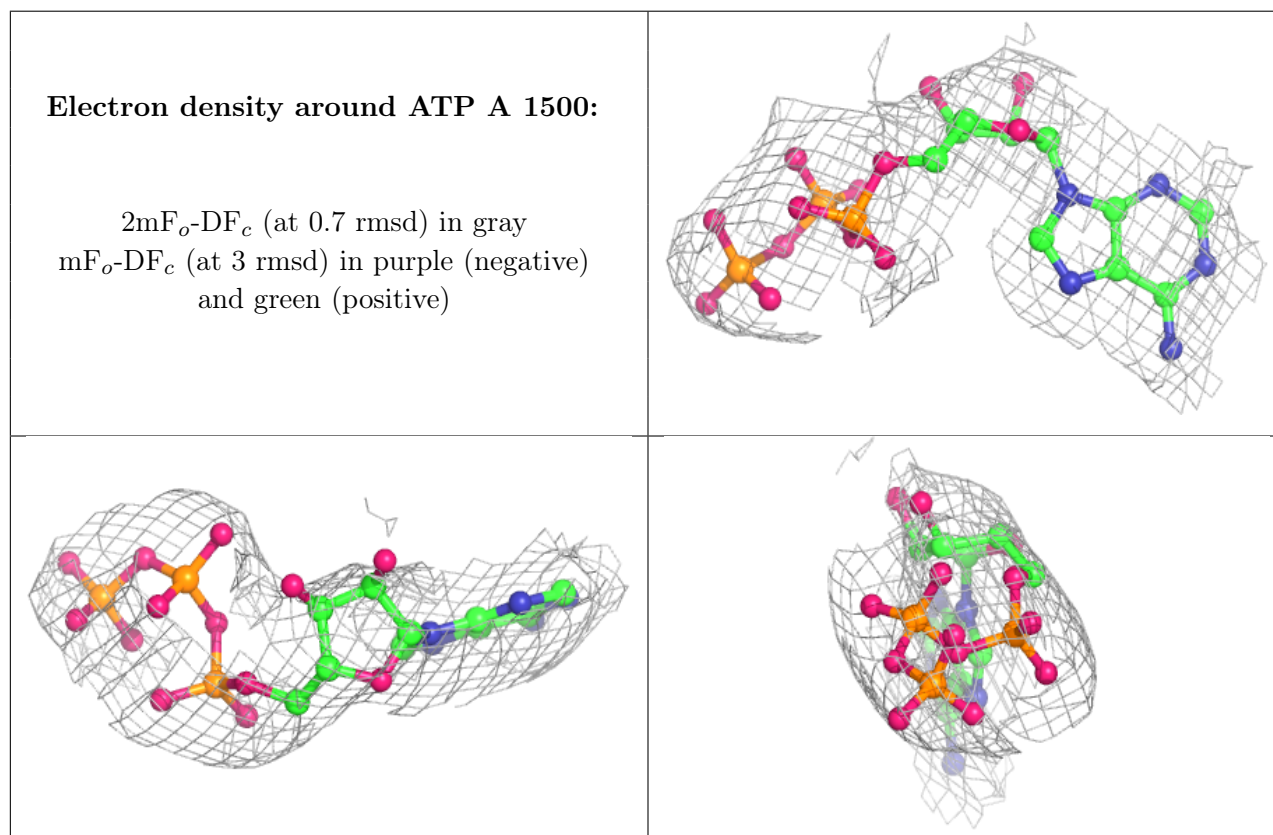 Electron density around ATP A 1500:
2mFo-DFc (at 0.7 rmsd) in gray
mFo-DFc (at 3 rmsd) in purple (negative)
and green (positive)